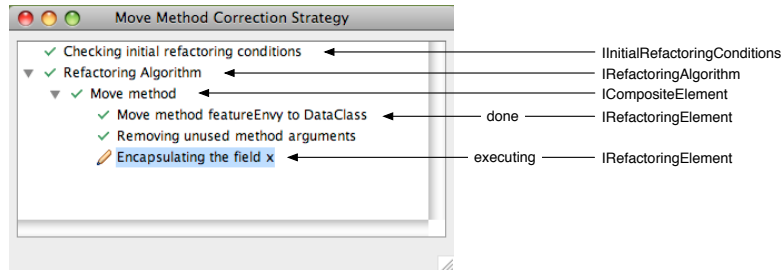 Move Method Correction Strategy
Checking initial refactoring conditions IInitialRefactoringConditions
Refactoring Algorithm IRefactoringAlgorithm
Move method ICompositeElement
Move method featureEnvy to DataClass done IRefactoringElement
Removing unused method arguments
Encapsulating the field x executing IRefactoringElement